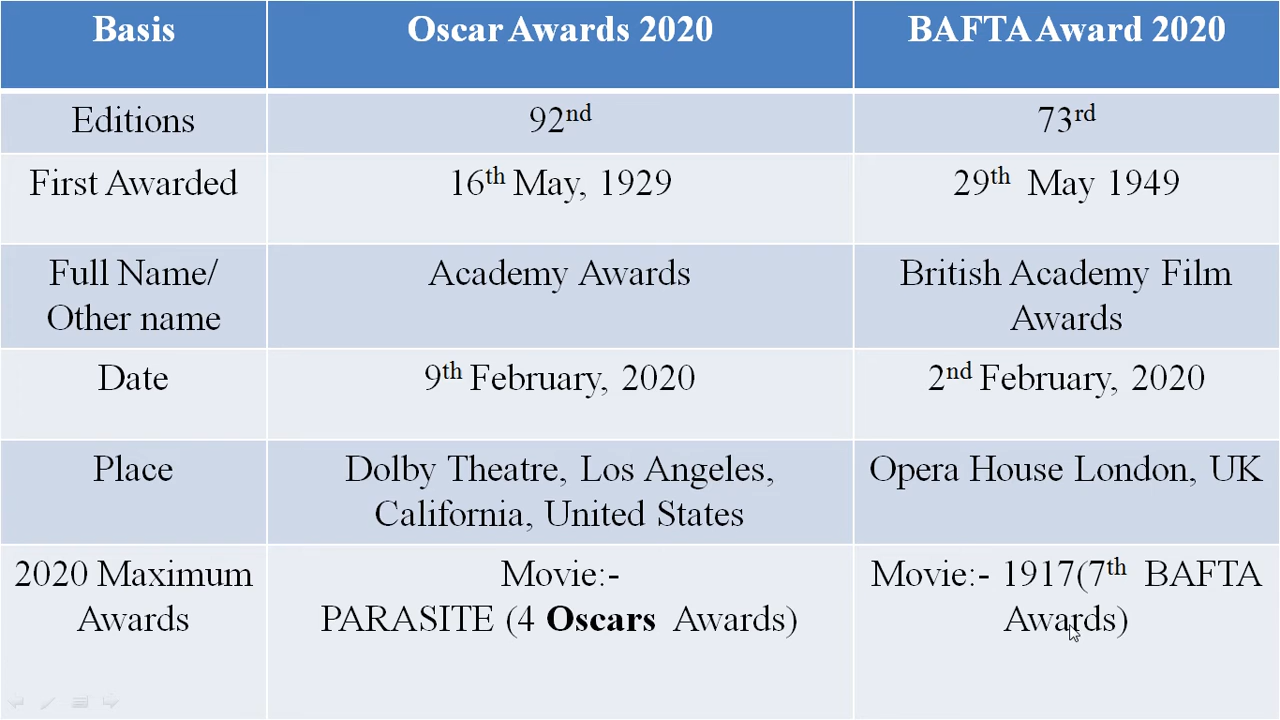 Basis Oscar Awards 2020 BAFTA Award 2020
Editions 92nd 73rd
First Awarded 16th May, 1929 29th May 1949
Full Name/ Academy Awards British Academy Film
Other name Awards
Date 9th February, 2020 2nd February, 2020
Place Dolby Theatre, Los Angeles, Opera House London, UK
California, United States
2020 Maximum Movie:- Movie:- 1917(7th BAFTA
Awards PARASITE (4 Oscars Awards) Awards)